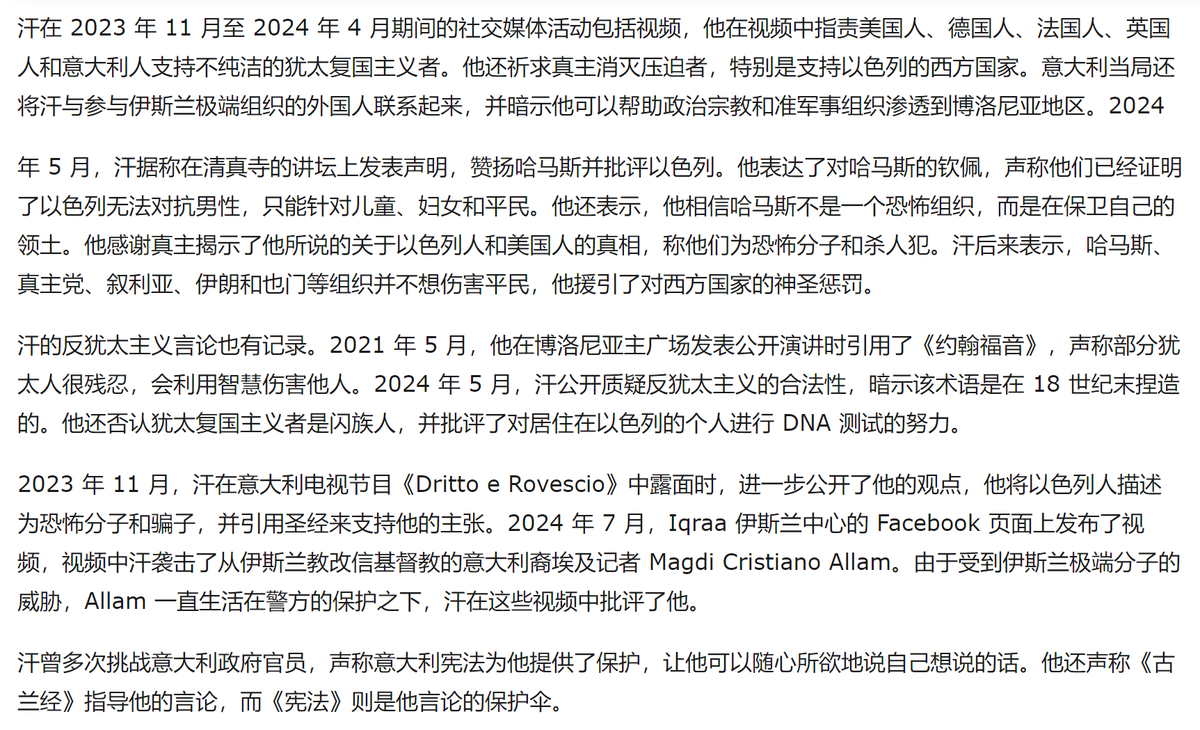 汗在 2023 年 11 月至 2024 年 4 月期间的社交媒体活动包括视频，他在视频中指责美国人、德国人、法国人、英国
人和意大利人支持不纯洁的犹太复国主义者。他还祈求真主消灭压迫者，特别是支持以色列的西方国家。意大利当局还
将汗与参与伊斯兰极端组织的外国人联系起来，并暗示他可以帮助政治宗教和准军事组织渗透到博洛尼亚地区。2024
年 5 月，汗据称在清真寺的讲坛上发表声明，赞扬哈马斯并批评以色列。他表达了对哈马斯的钦佩，声称他们已经证明
了以色列无法对抗男性，只能针对儿童、妇女和平民。他还表示，他相信哈马斯不是一个恐怖组织，而是在保卫自己的
领土。他感谢真主揭示了他所说的关于以色列人和美国人的真相，称他们为恐怖分子和杀人犯。汗后来表示，哈马斯、
真主党、叙利亚、伊朗和也门等组织并不想伤害平民，他援引了对西方国家的神圣惩罚。
汗的反犹太主义言论也有记录。2021 年 5 月，他在博洛尼亚主广场发表公开演讲时引用了《约翰福音》，声称部分犹
太人很残忍，会利用智慧伤害他人。2024 年 5 月，汗公开质疑反犹太主义的合法性，暗示该术语是在 18 世纪末捏造
的。他还否认犹太复国主义者是闪族人，并批评了对居住在以色列的个人进行 DNA 测试的努力。
2023 年 11 月，汗在意大利电视节目《Dritto e Rovescio》中露面时，进一步公开了他的观点，他将以色列人描述
为恐怖分子和骗子，并引用圣经来支持他的主张。2024 年 7 月，Iqraa 伊斯兰中心的 Facebook 页面上发布了视
频，视频中汗袭击了从伊斯兰教改信基督教的意大利裔埃及记者 Magdi Cristiano Allam。由于受到伊斯兰极端分子的
威胁，Allam 一直生活在警方的保护之下，汗在这些视频中批评了他。
汗曾多次挑战意大利政府官员，声称意大利宪法为他提供了保护，让他可以随心所欲地说自己想说的话。他还声称《古
兰经》指导他的言论，而《宪法》则是他言论的保护伞。